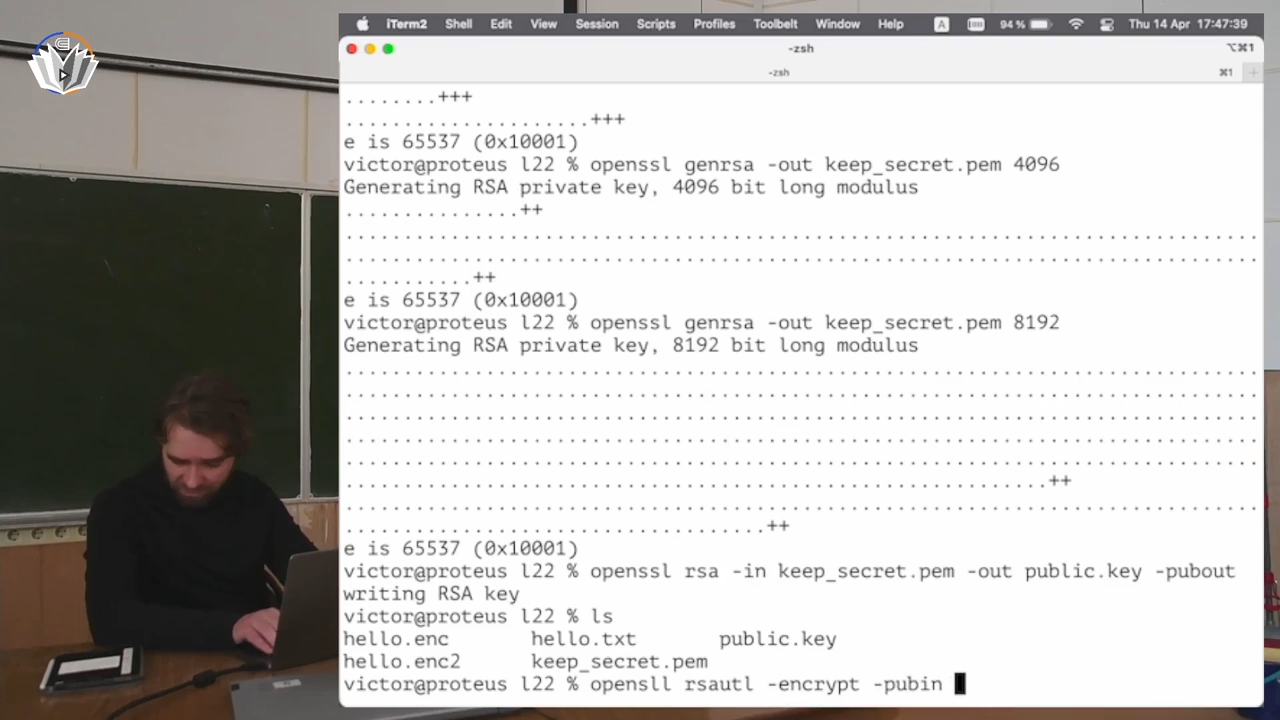 iTerm2 Shell Edit View Session Scripts Profiles Toolbelt Window Help A 94 % Thu 14 Apr 17:47:39
-zsh ⌥⌘1
-zsh ⌘1
........+++
.....................+++
e is 65537 (0x10001)
victor@proteus l22 % openssl genrsa -out keep_secret.pem 4096
Generating RSA private key, 4096 bit long modulus
...............++
..............................................................................
..............................................................................
...........++
e is 65537 (0x10001)
victor@proteus l22 % openssl genrsa -out keep_secret.pem 8192
Generating RSA private key, 8192 bit long modulus
..............................................................................
..............................................................................
..............................................................................
..............................................................................
..............................................................................
............................................................++
..............................................................................
....................................++
e is 65537 (0x10001)
victor@proteus l22 % openssl rsa -in keep_secret.pem -out public.key -pubout
writing RSA key
victor@proteus l22 % ls
hello.enc hello.txt public.key
hello.enc2 keep_secret.pem
victor@proteus l22 % opensll rsautl -encrypt -pubin